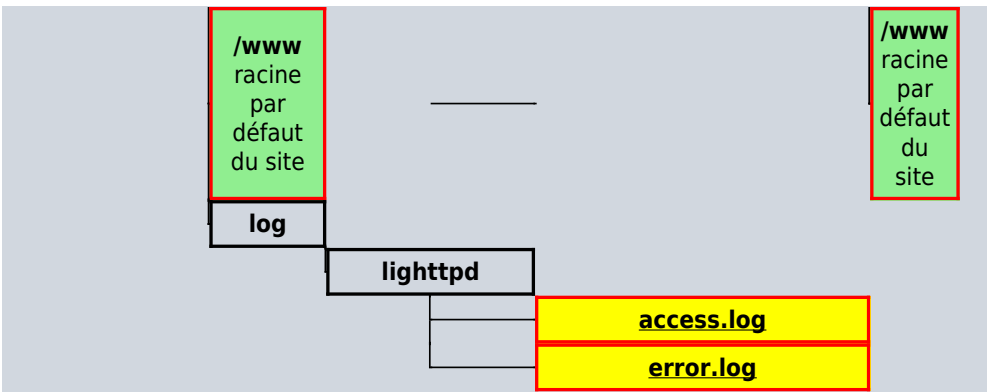 /www
racine
par
défaut
du site
/www
racine
par
défaut
du
site
log
lighttpd
access.log
error.log